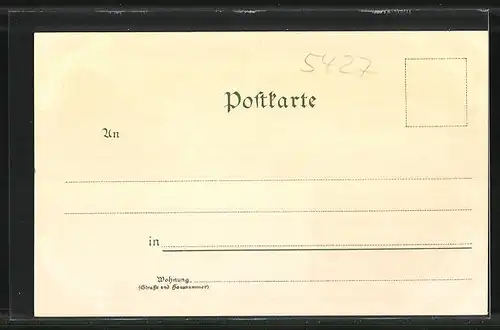 5427
Postkarte
An
in
Wohnung
(Straße und Hausnummer)